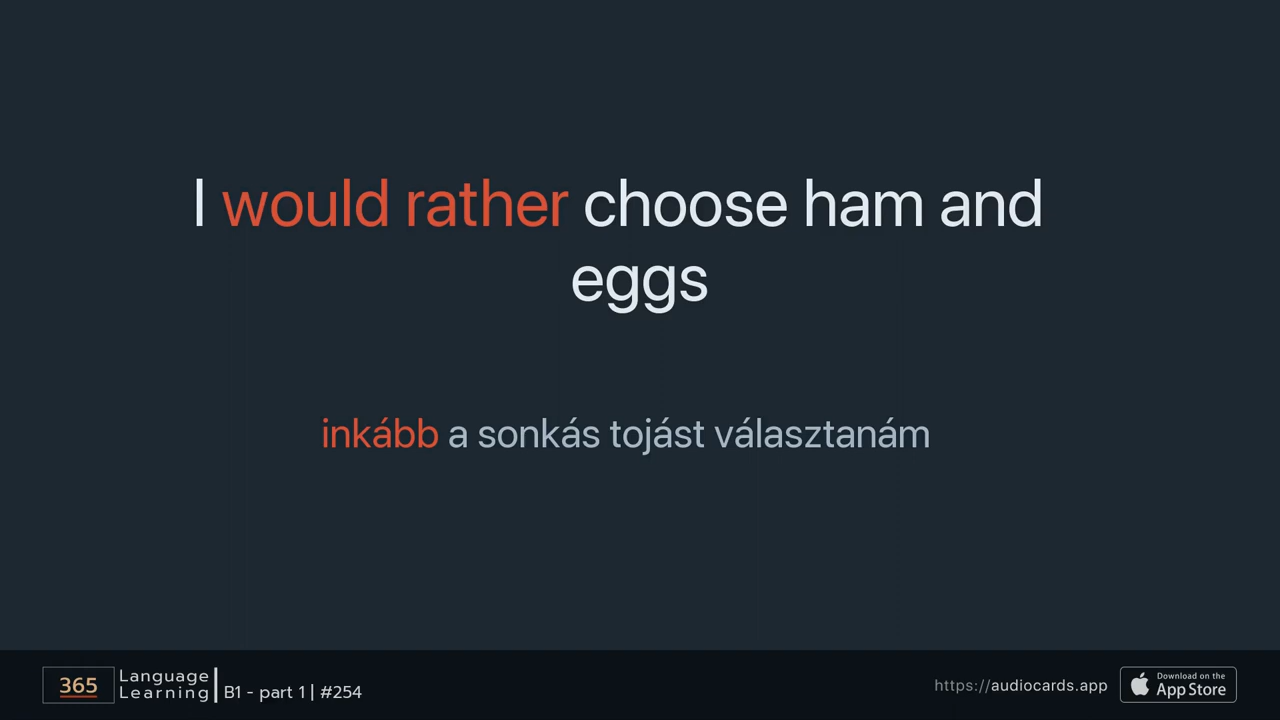 I would rather choose ham and
eggs
inkább a sonkás tojást választanám
365
Language
Learning
B1 - part 1 | #254
https://audiocards.app
Download on the
App Store